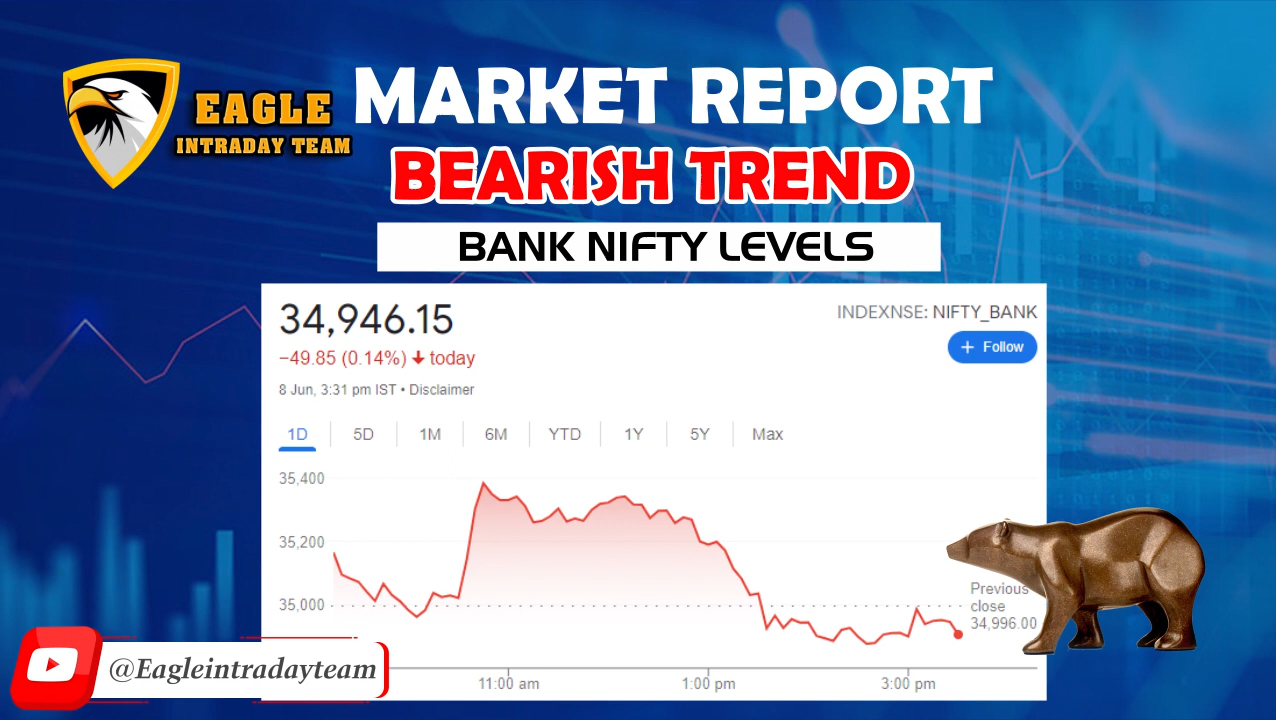 EAGLE
INTRADAY TEAM
MARKET REPORT
BEARISH TREND
BANK NIFTY LEVELS
34,946.15
INDEXNSE: NIFTY_BANK
−49.85 (0.14%) ↓ today
+ Follow
8 Jun, 3:31 pm IST • Disclaimer
1D 5D 1M 6M YTD 1Y 5Y Max
35,400
35,200
35,000
Previous
close
34,996.00
11:00 am 1:00 pm 3:00 pm
@Eagleintradayteam